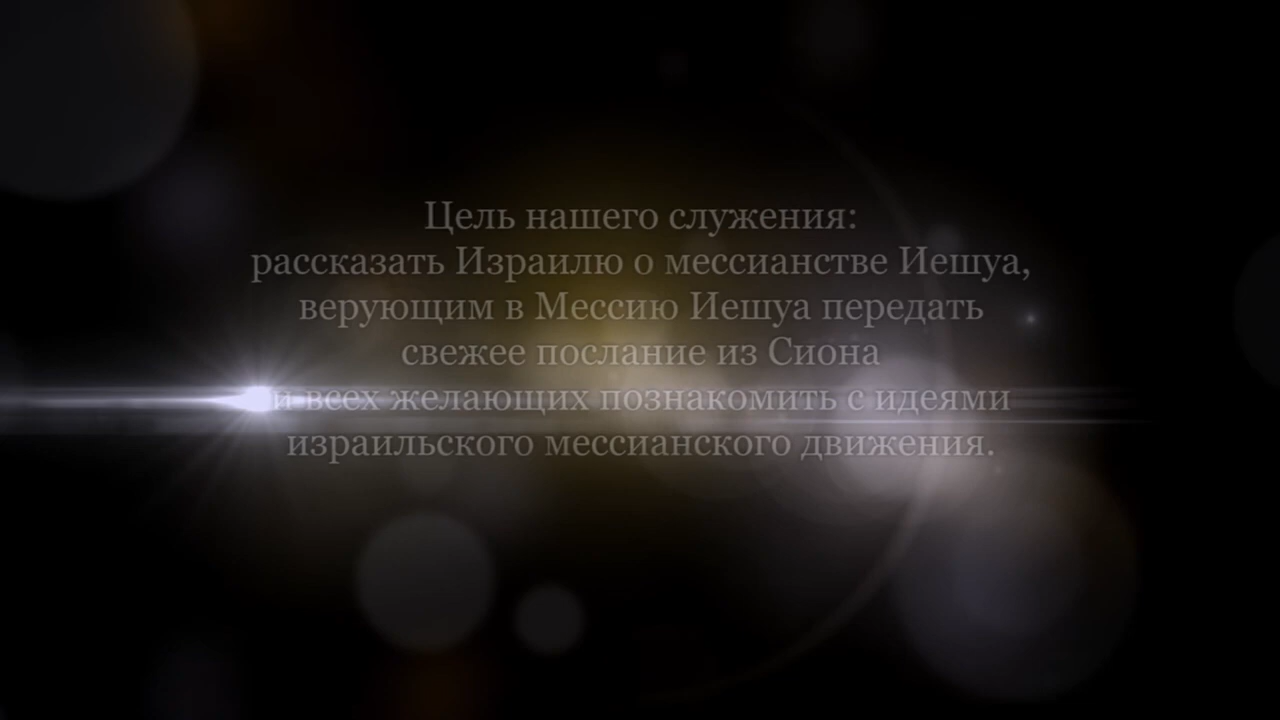 Цель нашего служения:
рассказать Израилю о мессианстве Иешуа,
верующим в Мессию Иешуа передать
свежее послание из Сиона
и всех желающих познакомить с идеями
израильского мессианского движения.